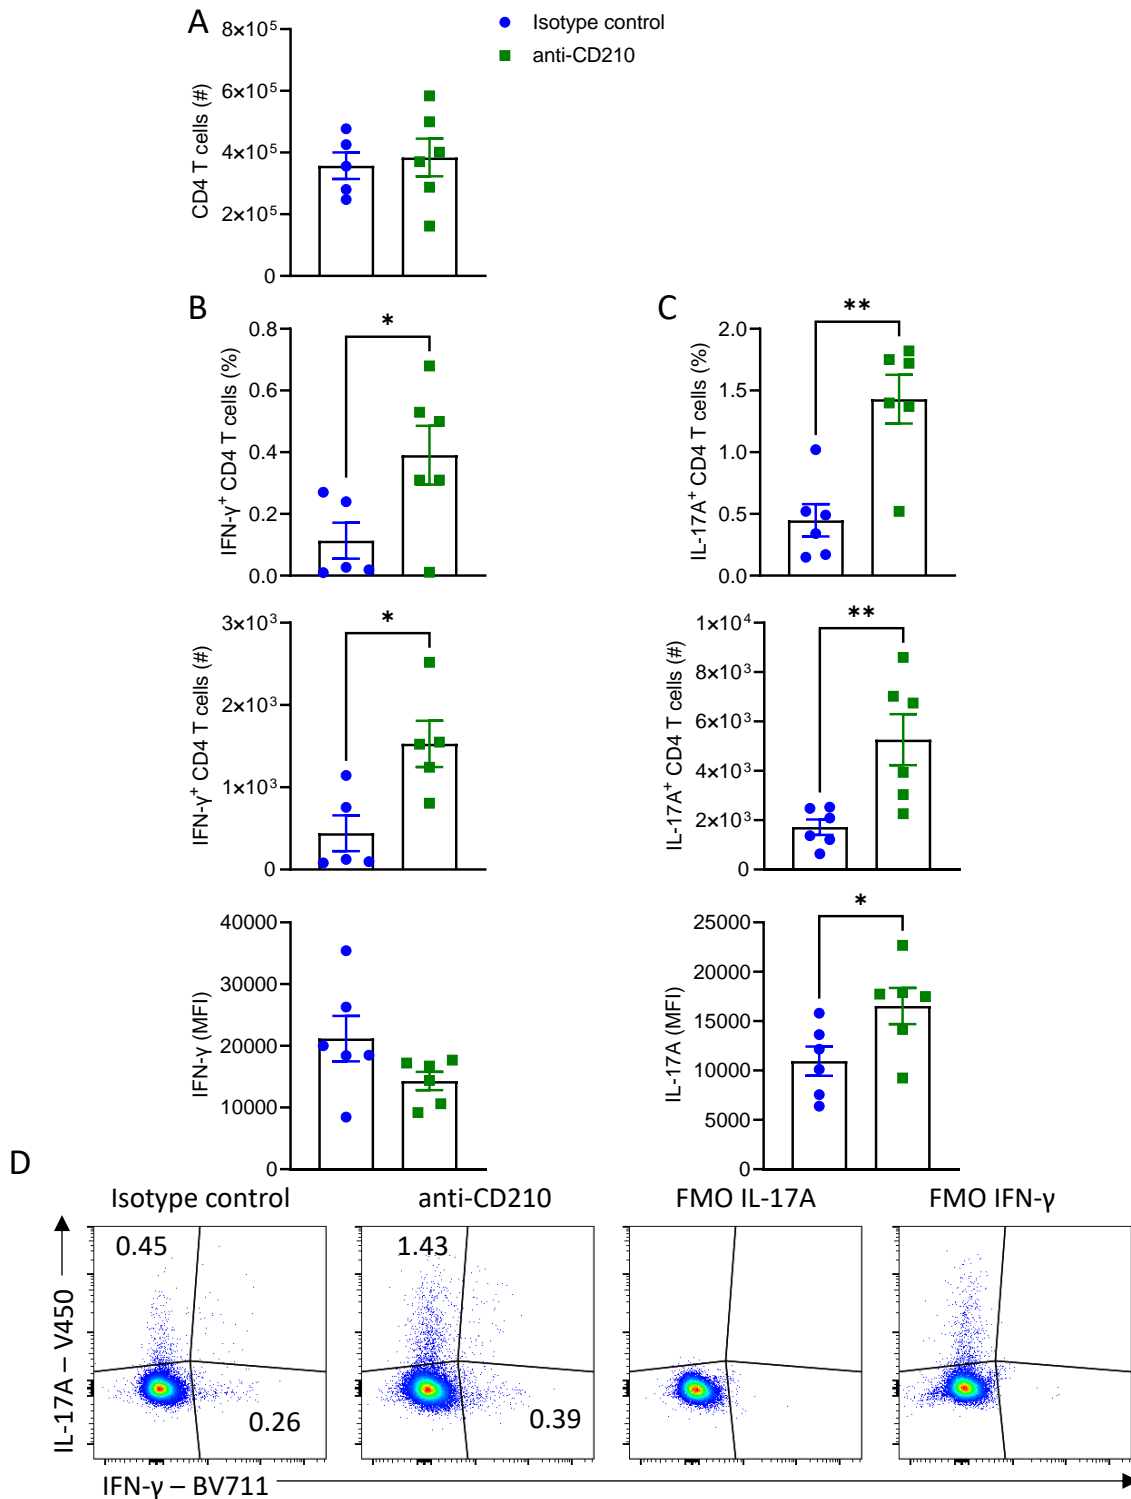 A
Isotype control
anti-CD210
CD4 T cells (#)
8×10⁵
6×10⁵
4×10⁵
2×10⁵
0
B
IFN-γ⁺ CD4 T cells (%)
0.8
0.6
0.4
0.2
0.0
*
C
IL-17A⁺ CD4 T cells (%)
2.0
1.5
1.0
0.5
0.0
**
IFN-γ⁺ CD4 T cells (#)
3×10³
2×10³
1×10³
0
*
IL-17A⁺ CD4 T cells (#)
1×10⁴
8×10³
6×10³
4×10³
2×10³
0
**
IFN-γ (MFI)
40000
30000
20000
10000
0
IL-17A (MFI)
25000
20000
15000
10000
5000
0
*
D
Isotype control
anti-CD210
FMO IL-17A
FMO IFN-γ
IL-17A – V450
0.45
0.26
1.43
0.39
IFN-γ – BV711